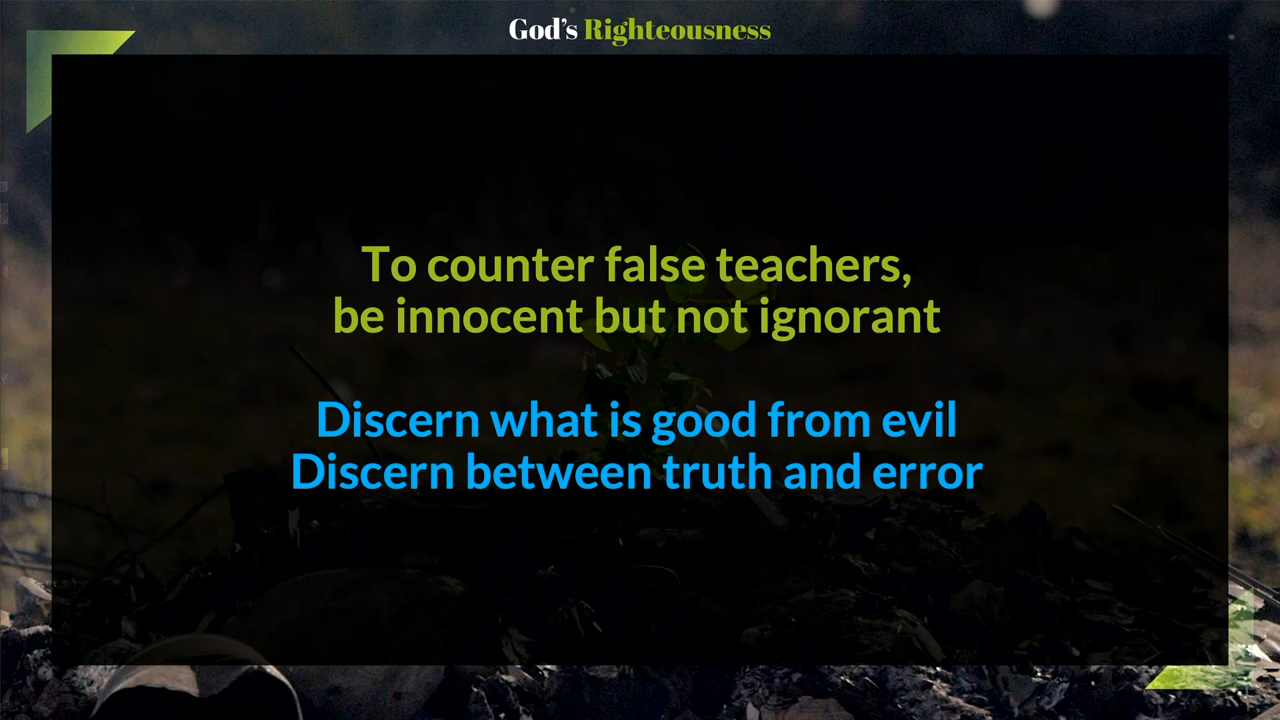 God's Righteousness
To counter false teachers,
be innocent but not ignorant
Discern what is good from evil
Discern between truth and error